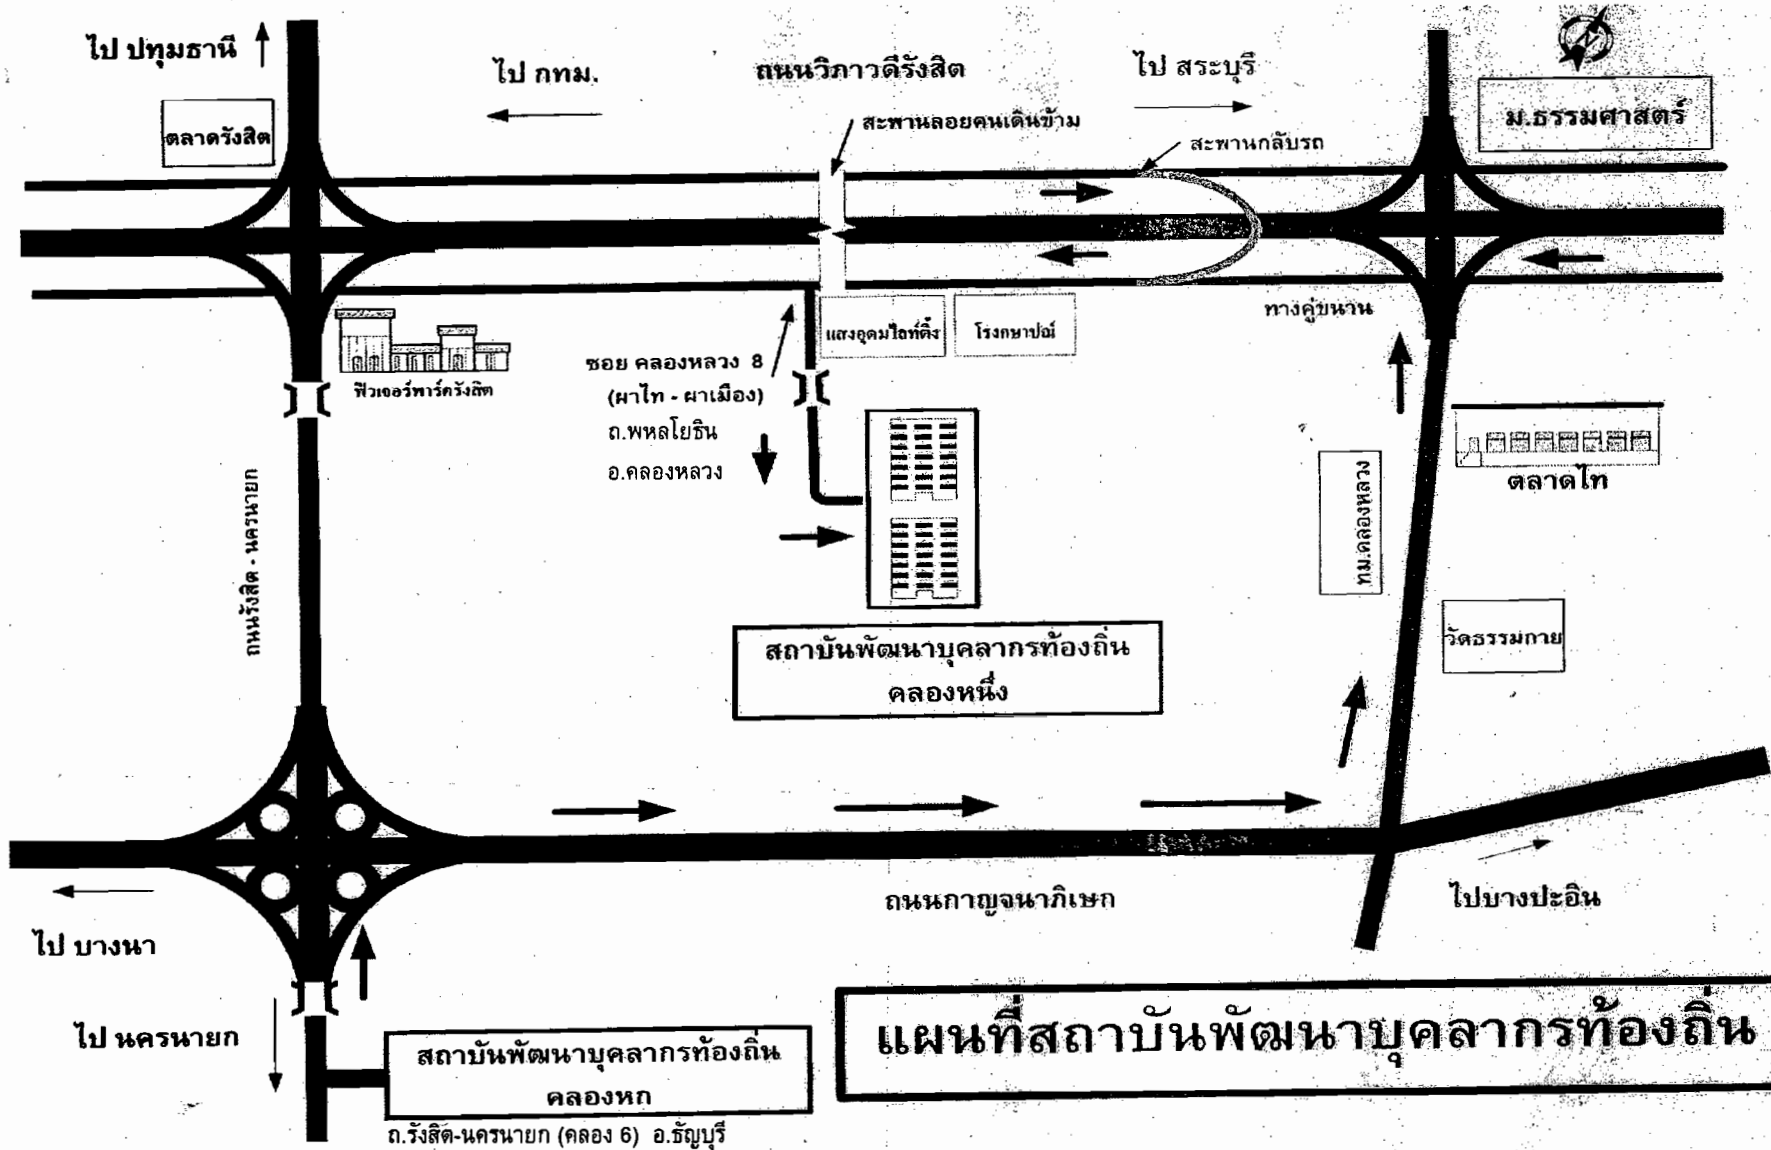 ไป ปทุมธานี
ไป กทม.
ถนนวิภาวดีรังสิต
ไป สระบุรี
N
ตลาดรังสิต
สะพานลอยคนเดินข้าม
สะพานกลับรถ
ม.ธรรมศาสตร์
ทางคู่ขนาน
แสงอุดมไลท์ติ้ง
โรงกษาปณ์
ฟิวเจอร์พาร์ครังสิต
ซอย คลองหลวง 8
(ผาไท - ผาเมือง)
ถ.พหลโยธิน
อ.คลองหลวง
ถนนรังสิต - นครนายก
ทม.คลองหลวง
ตลาดไท
วัดธรรมกาย
สถาบันพัฒนาบุคลากรท้องถิ่น
คลองหนึ่ง
ถนนกาญจนาภิเษก
ไปบางปะอิน
ไป บางนา
ไป นครนายก
สถาบันพัฒนาบุคลากรท้องถิ่น
คลองหก
ถ.รังสิต-นครนายก (คลอง 6) อ.ธัญบุรี
แผนที่สถาบันพัฒนาบุคลากรท้องถิ่น